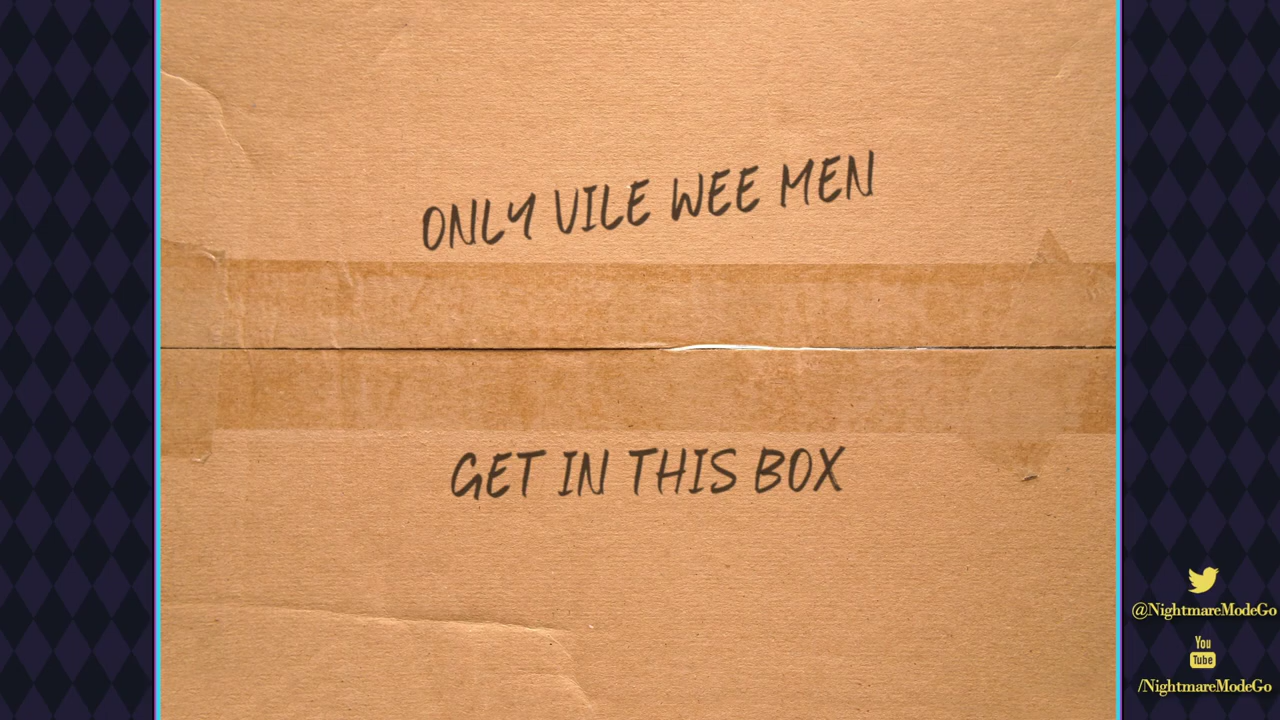 ONLY VILE WEE MEN
GET IN THIS BOX
@NightmareModeGo
You
Tube
/NightmareModeGo